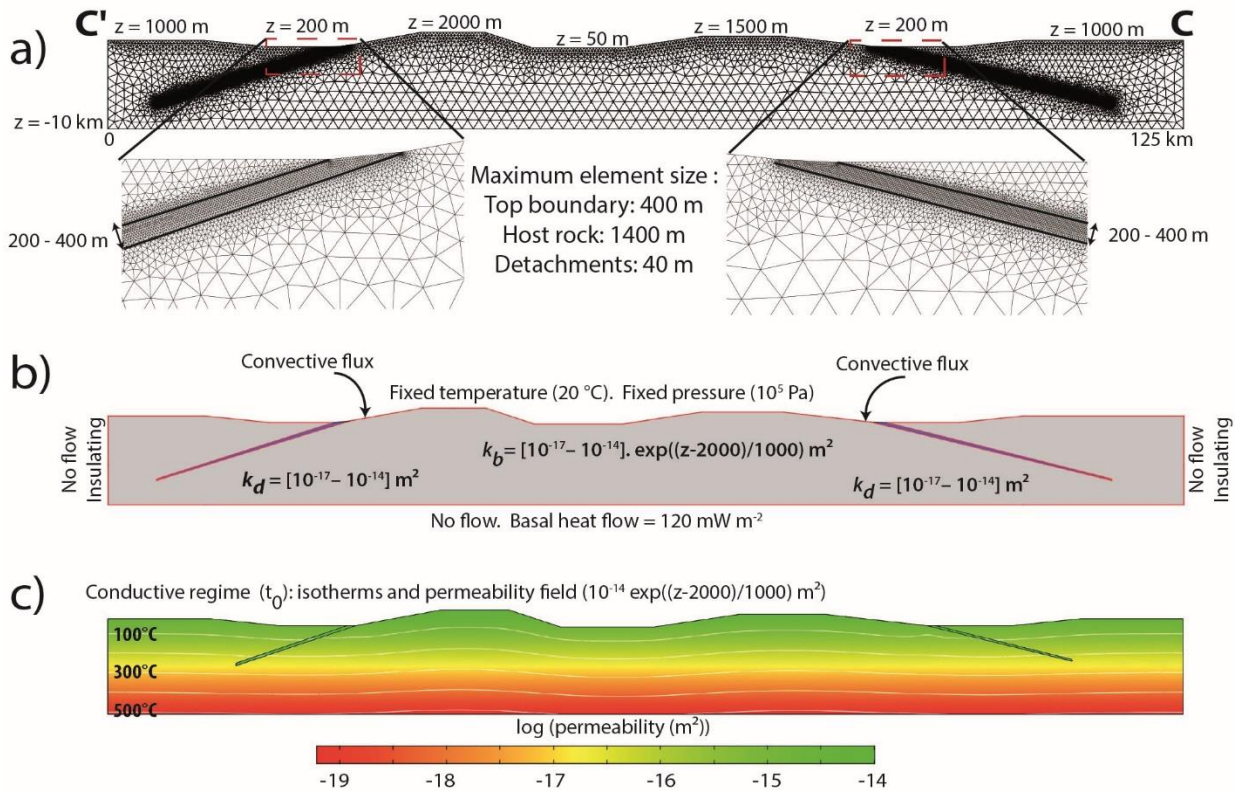 C'
C
a)
z = 1000 m
z = 200 m
z = 2000 m
z = 50 m
z = 1500 m
z = 200 m
z = 1000 m
z = -10 km
0
125 km
200 - 400 m
Maximum element size :
Top boundary: 400 m
Host rock: 1400 m
Detachments: 40 m
200 - 400 m
b)
Convective flux
Convective flux
Fixed temperature (20 °C). Fixed pressure (10⁵ Pa)
No flow
Insulating
k_b = [10⁻¹⁷– 10⁻¹⁴]. exp((z-2000)/1000) m²
k_d = [10⁻¹⁷– 10⁻¹⁴] m²
k_d = [10⁻¹⁷– 10⁻¹⁴] m²
No flow
Insulating
No flow. Basal heat flow = 120 mW m⁻²
c)
Conductive regime (t₀): isotherms and permeability field (10⁻¹⁴ exp((z-2000)/1000) m²)
100°C
300°C
500°C
log (permeability (m²))
-19 -18 -17 -16 -15 -14